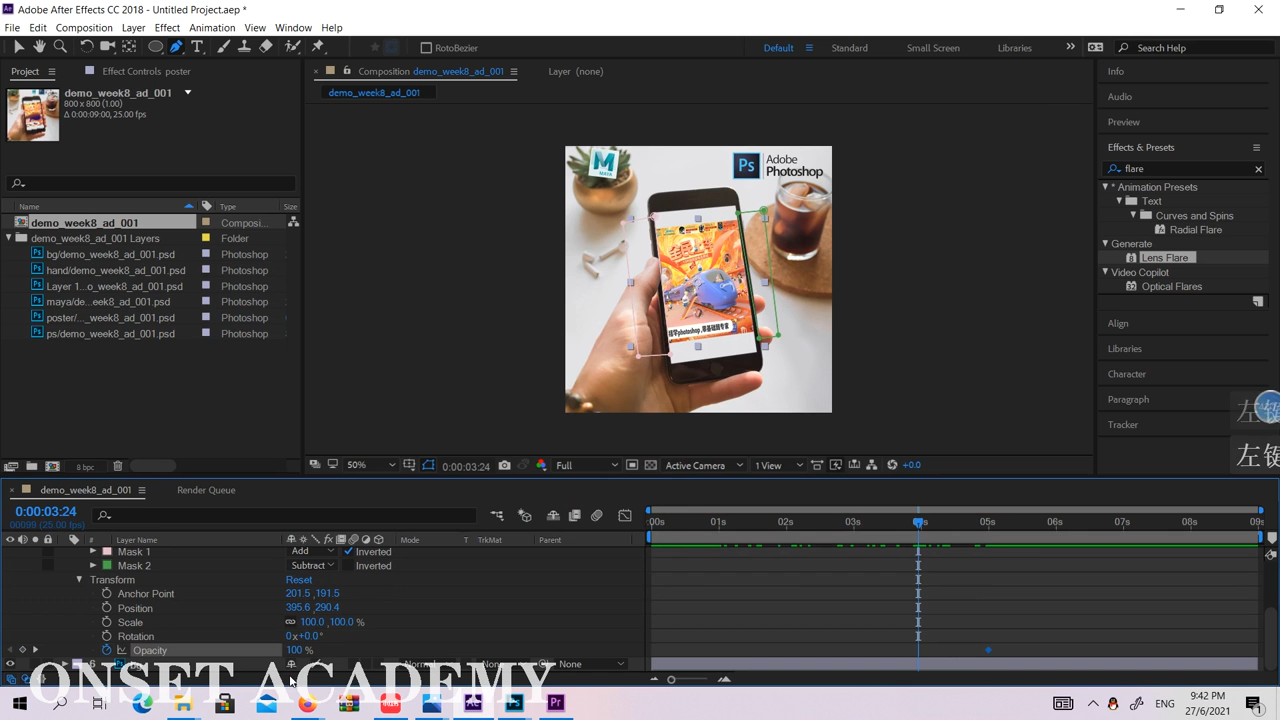 Adobe After Effects CC 2018 - Untitled Project.aep *
File Edit Composition Layer Effect Animation View Window Help
RotoBezier
Default Standard Small Screen Libraries Search Help
Project Effect Controls poster
Composition demo_week8_ad_001 Layer (none)
Info
demo_week8_ad_001
800 x 800 (1.00)
Δ 0:00:09:00, 25.00 fps
demo_week8_ad_001
Audio
Preview
Effects & Presets
flare
* Animation Presets
Text
Curves and Spins
Radial Flare
Generate
Lens Flare
Video Copilot
Optical Flares
Align
Libraries
Character
Paragraph
Tracker
左键
左键
Name Type Size
demo_week8_ad_001 Composi...
demo_week8_ad_001 Layers Folder
bg/demo_week8_ad_001.psd Photoshop
hand/demo_week8_ad_001.psd Photoshop
Layer 1...o_week8_ad_001.psd Photoshop
maya/de...eek8_ad_001.psd Photoshop
poster/..._week8_ad_001.psd Photoshop
ps/demo_week8_ad_001.psd Photoshop
M
MAYA
Ps
Adobe
Photoshop
8 bpc
50% 0:00:03:24 Full Active Camera 1 View +0.0
demo_week8_ad_001 Render Queue
0:00:03:24
00099 (25.00 fps)
:00s 01s 02s 03s 05s 06s 07s 08s 09s
# Layer Name Mode T TrkMat Parent
Mask 1 Add Inverted
Mask 2 Subtract Inverted
Transform Reset
Anchor Point 201.5 ,191.5
Position 395.6 ,290.4
Scale 100.0 ,100.0 %
Rotation 0x+0.0°
Opacity 100 %
6 Normal None None
ONSET ACADEMY
ENG
9:42 PM
27/6/2021